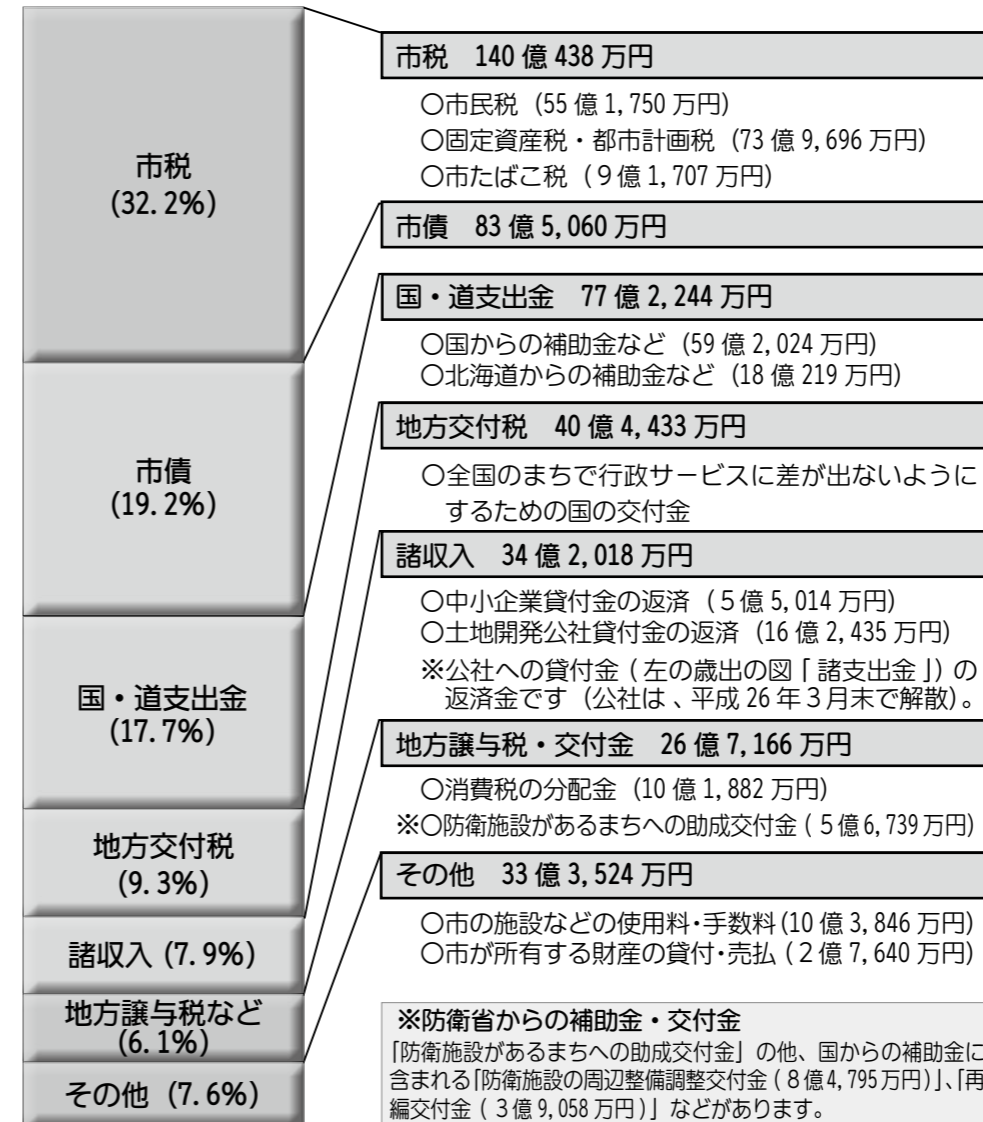 市税
(32.2%)
市債
(19.2%)
国・道支出金
(17.7%)
地方交付税
(9.3%)
諸収入 (7.9%)
地方譲与税など
(6.1%)
その他 (7.6%)
市税 140 億 438 万円
○市民税 (55 億 1,750 万円)
○固定資産税・都市計画税 (73 億 9,696 万円)
○市たばこ税 (9億 1,707 万円)
市債 83 億 5,060 万円
国・道支出金 77 億 2,244 万円
○国からの補助金など (59 億 2,024 万円)
○北海道からの補助金など (18 億 219 万円)
地方交付税 40 億 4,433 万円
○全国のまちで行政サービスに差が出ないように
するための国の交付金
諸収入 34 億 2,018 万円
○中小企業貸付金の返済 (5億 5,014 万円)
○土地開発公社貸付金の返済 (16 億 2,435 万円)
※公社への貸付金 (左の歳出の図「諸支出金」) の
返済金です (公社は、平成 26 年3月末で解散)。
地方譲与税・交付金 26 億 7,166 万円
○消費税の分配金 (10 億 1,882 万円)
※○防衛施設があるまちへの助成交付金 (5億6,739万円)
その他 33 億 3,524 万円
○市の施設などの使用料・手数料 (10 億 3,846 万円)
○市が所有する財産の貸付・売払 (2億 7,640 万円)
※防衛省からの補助金・交付金
「防衛施設があるまちへの助成交付金」の他、国からの補助金に
含まれる「防衛施設の周辺整備調整交付金 (8億4,795万円)」、「再
編交付金 (3億 9,058 万円)」などがあります。